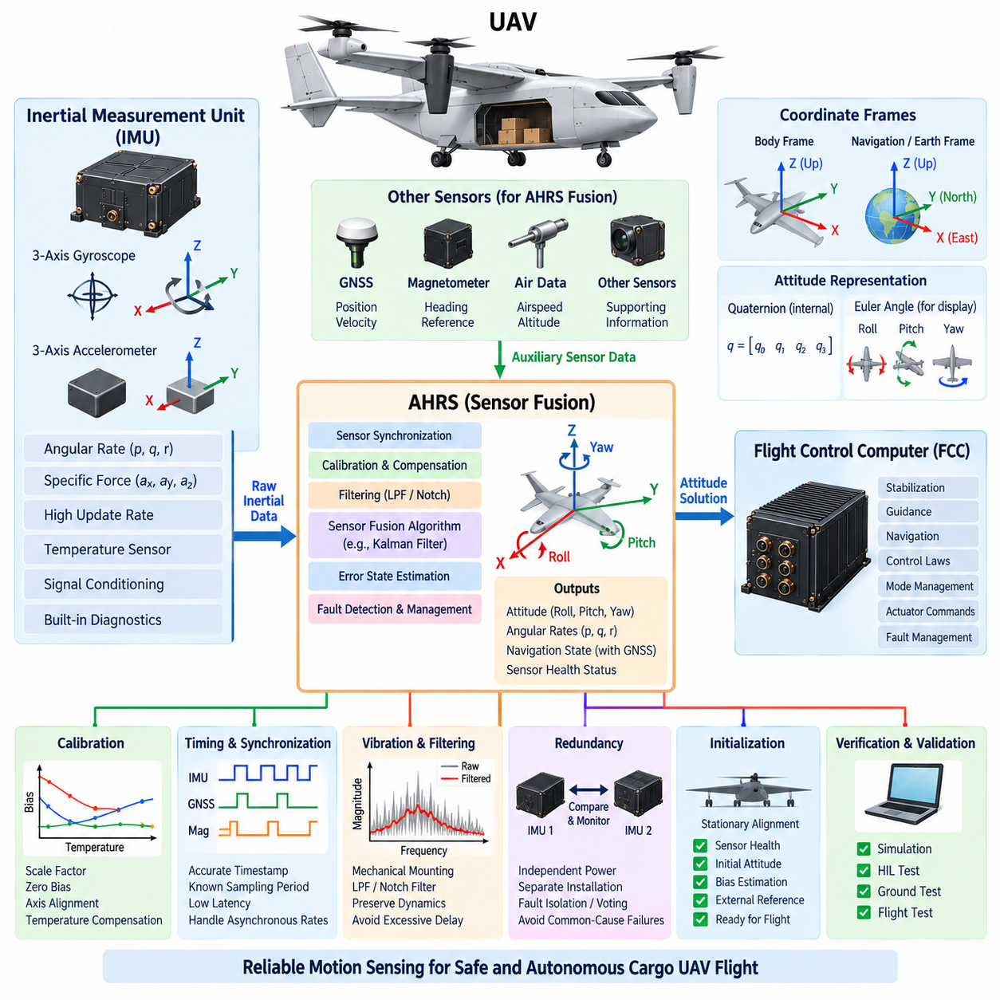 UAV
Inertial Measurement Unit
(IMU)
3-Axis Gyroscope
Z
Y
X
3-Axis Accelerometer
Z
Y
X
Angular Rate (p, q, r)
Specific Force (aₓ, aᵧ, a₂)
High Update Rate
Temperature Sensor
Signal Conditioning
Built-in Diagnostics
Raw
Inertial
Data
Other Sensors (for AHRS Fusion)
GNSS
Position
Velocity
Magnetometer
Heading
Reference
Air Data
Airspeed
Altitude
Other Sensors
Supporting
Information
Auxiliary Sensor Data
Coordinate Frames
Body Frame
Z (Up)
Y
X
Navigation / Earth Frame
Z (Up)
Y (North)
X (East)
Attitude Representation
Quaternion (internal)
q = [q₀ q₁ q₂ q₃]
Euler Angle (for display)
Roll
Pitch
Yaw
AHRS (Sensor Fusion)
Sensor Synchronization
Calibration & Compensation
Filtering (LPF / Notch)
Sensor Fusion Algorithm
(e.g., Kalman Filter)
Error State Estimation
Fault Detection & Management
Z
Yaw
Y
Pitch
X
Roll
Outputs
Attitude (Roll, Pitch, Yaw)
Angular Rates (p, q, r)
Navigation State (with GNSS)
Sensor Health Status
Attitude
Solution
Flight Control Computer (FCC)
Stabilization
Guidance
Navigation
Control Laws
Mode Management
Actuator Commands
Fault Management
Calibration
Bias
Temperature
Scale Factor
Zero Bias
Axis Alignment
Temperature Compensation
Timing & Synchronization
IMU
GNSS
Mag
Accurate Timestamp
Known Sampling Period
Low Latency
Handle Asynchronous Rates
Vibration & Filtering
Raw
Filtered
Magnitude
Frequency
Mechanical Mounting
LPF / Notch Filter
Preserve Dynamics
Avoid Excessive Delay
Redundancy
Compare
& Monitor
IMU 1
IMU 2
Independent Power
Separate Installation
Fault Isolation / Voting
Avoid Common-Cause Failures
Initialization
Stationary Alignment
Sensor Health
Initial Attitude
Bias Estimation
External Reference
Ready for Flight
Verification & Validation
Simulation
HIL Test
Ground Test
Flight Test
Reliable Motion Sensing for Safe and Autonomous Cargo UAV Flight